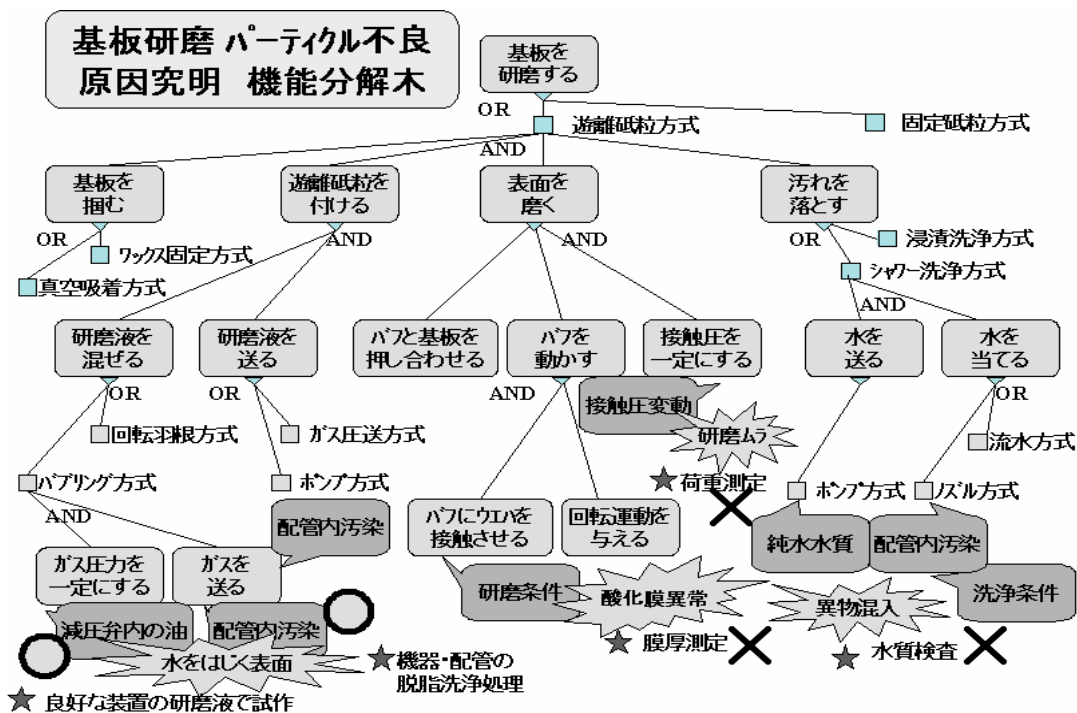 基板研磨 パーティクル不良
原因究明 機能分解木
基板を
研磨する
OR
遊離砥粒方式
固定砥粒方式
AND
基板を
掴む
遊離砥粒を
付ける
表面を
磨く
汚れを
落とす
OR
ワックス固定方式
真空吸着方式
AND
AND
OR
浸漬洗浄方式
シャワー洗浄方式
AND
研磨液を
混ぜる
研磨液を
送る
バフと基板を
押し合わせる
バフを
動かす
接触圧を
一定にする
水を
送る
水を
当てる
OR
回転羽根方式
バブリング方式
OR
ガス圧送方式
ポンプ方式
AND
接触圧変動
研磨ムラ
★荷重測定
OR
流水方式
ポンプ方式
ノズル方式
AND
配管内汚染
バフにウエハを
接触させる
回転運動を
与える
純水水質
配管内汚染
ガス圧力を
一定にする
ガスを
送る
研磨条件
酸化膜異常
異物混入
洗浄条件
減圧弁内の油
配管内汚染
水をはじく表面
★膜厚測定
★水質検査
★機器・配管の
脱脂洗浄処理
★良好な装置の研磨液で試作